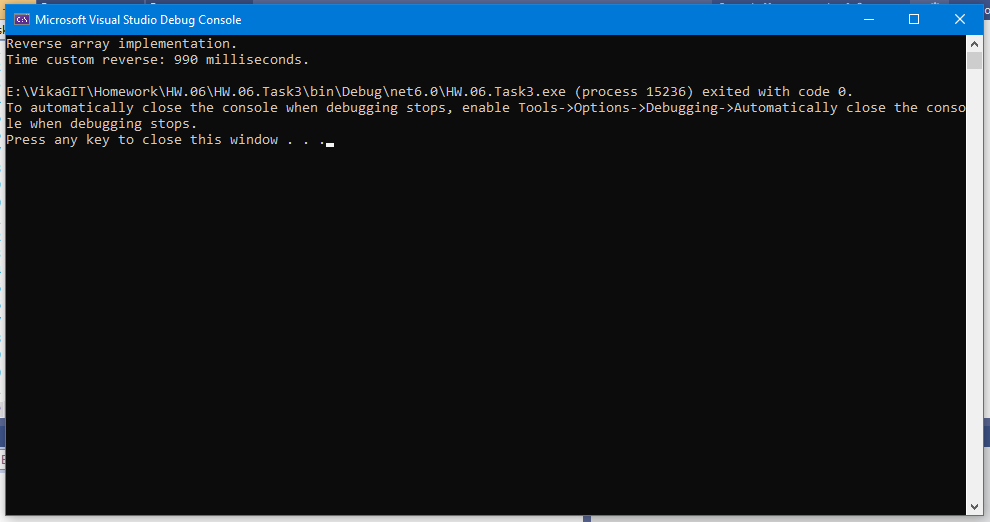 Microsoft Visual Studio Debug Console
Reverse array implementation.
Time custom reverse: 990 milliseconds.
E:\VikaGIT\Homework\HW.06\HW.06.Task3\bin\Debug\net6.0\HW.06.Task3.exe (process 15236) exited with code 0.
To automatically close the console when debugging stops, enable Tools->Options->Debugging->Automatically close the conso
le when debugging stops.
Press any key to close this window . . .